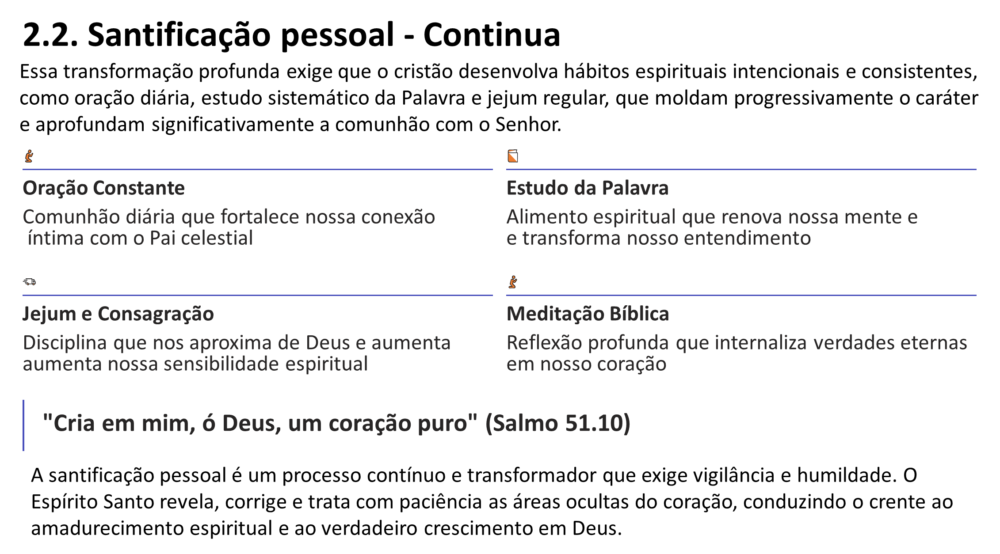 2.2. Santificação pessoal - Continua
Essa transformação profunda exige que o cristão desenvolva hábitos espirituais intencionais e consistentes,
como oração diária, estudo sistemático da Palavra e jejum regular, que moldam progressivamente o caráter
e aprofundam significativamente a comunhão com o Senhor.
Oração Constante
Comunhão diária que fortalece nossa conexão
íntima com o Pai celestial
Estudo da Palavra
Alimento espiritual que renova nossa mente e
e transforma nosso entendimento
Jejum e Consagração
Disciplina que nos aproxima de Deus e aumenta
aumenta nossa sensibilidade espiritual
Meditação Bíblica
Reflexão profunda que internaliza verdades eternas
em nosso coração
"Cria em mim, ó Deus, um coração puro" (Salmo 51.10)
A santificação pessoal é um processo contínuo e transformador que exige vigilância e humildade. O
Espírito Santo revela, corrige e trata com paciência as áreas ocultas do coração, conduzindo o crente ao
amadurecimento espiritual e ao verdadeiro crescimento em Deus.